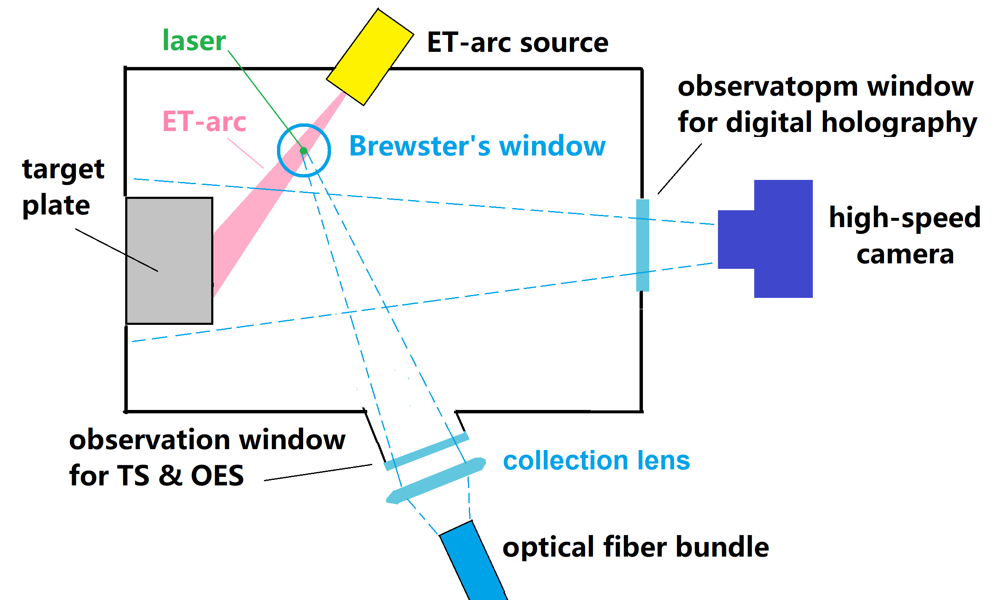 laser
ET-arc source
observatopm window
for digital holography
ET-arc
Brewster's window
target
plate
high-speed
camera
observation window
for TS & OES
collection lens
optical fiber bundle